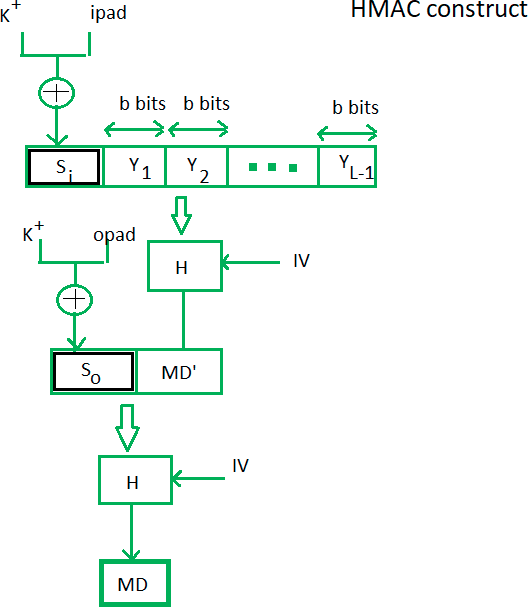 HMAC construct
K+ ipad
b bits b bits b bits
Si Y1 Y2 YL-1
K+ opad
H IV
So MD'
H IV
MD